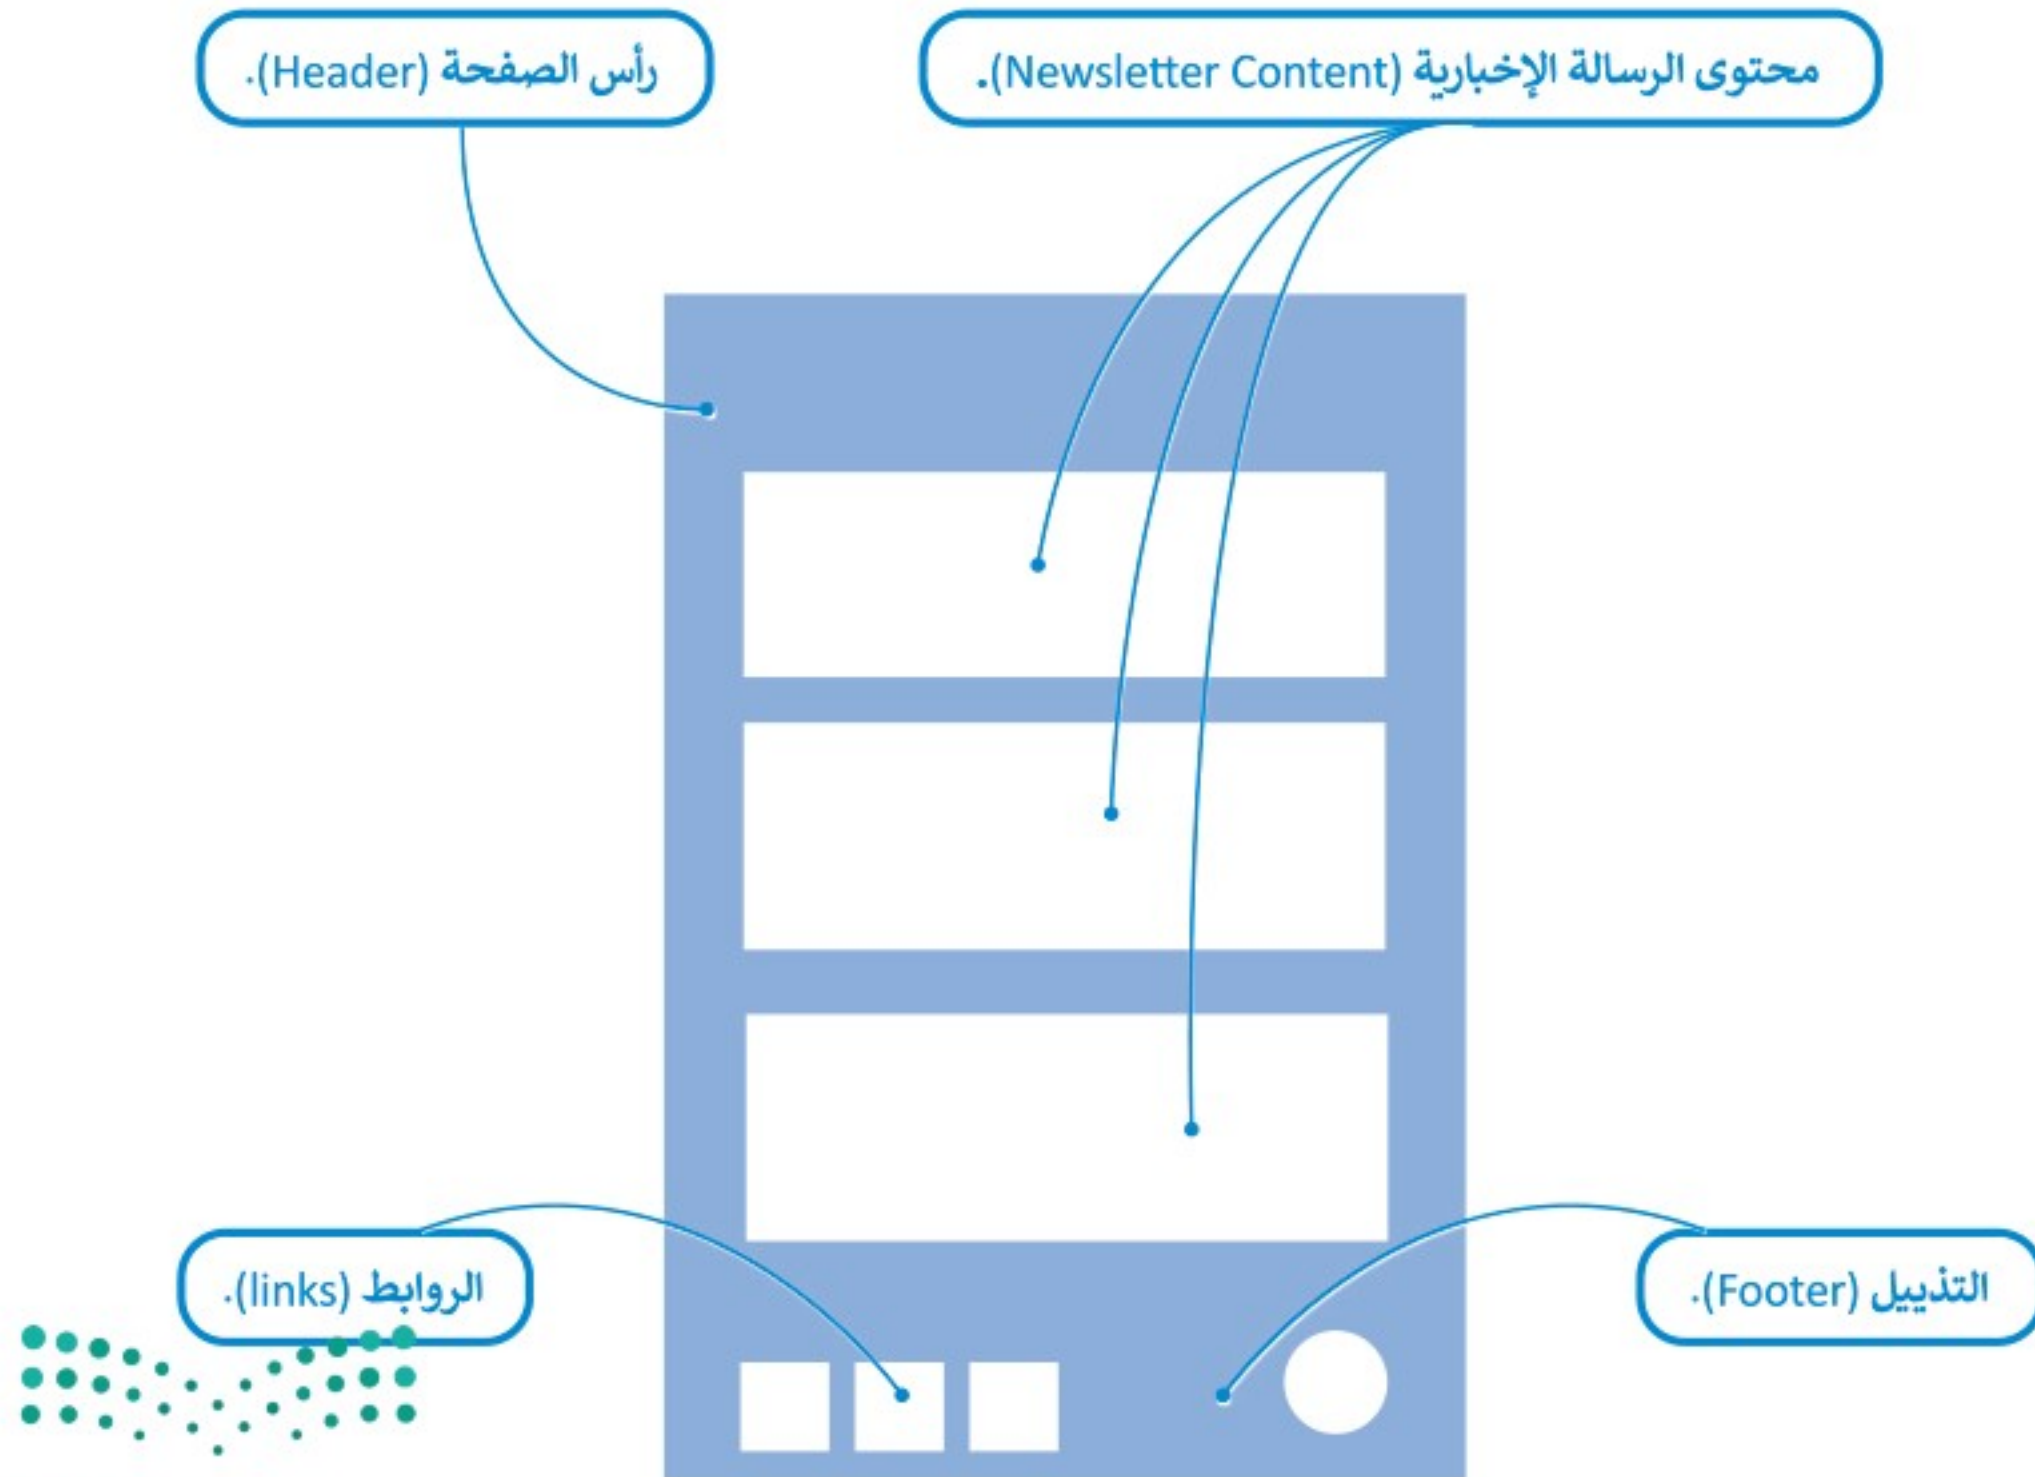 محتوى الرسالة الإخبارية (Newsletter Content).
رأس الصفحة (Header).
التذييل (Footer).
الروابط (links).